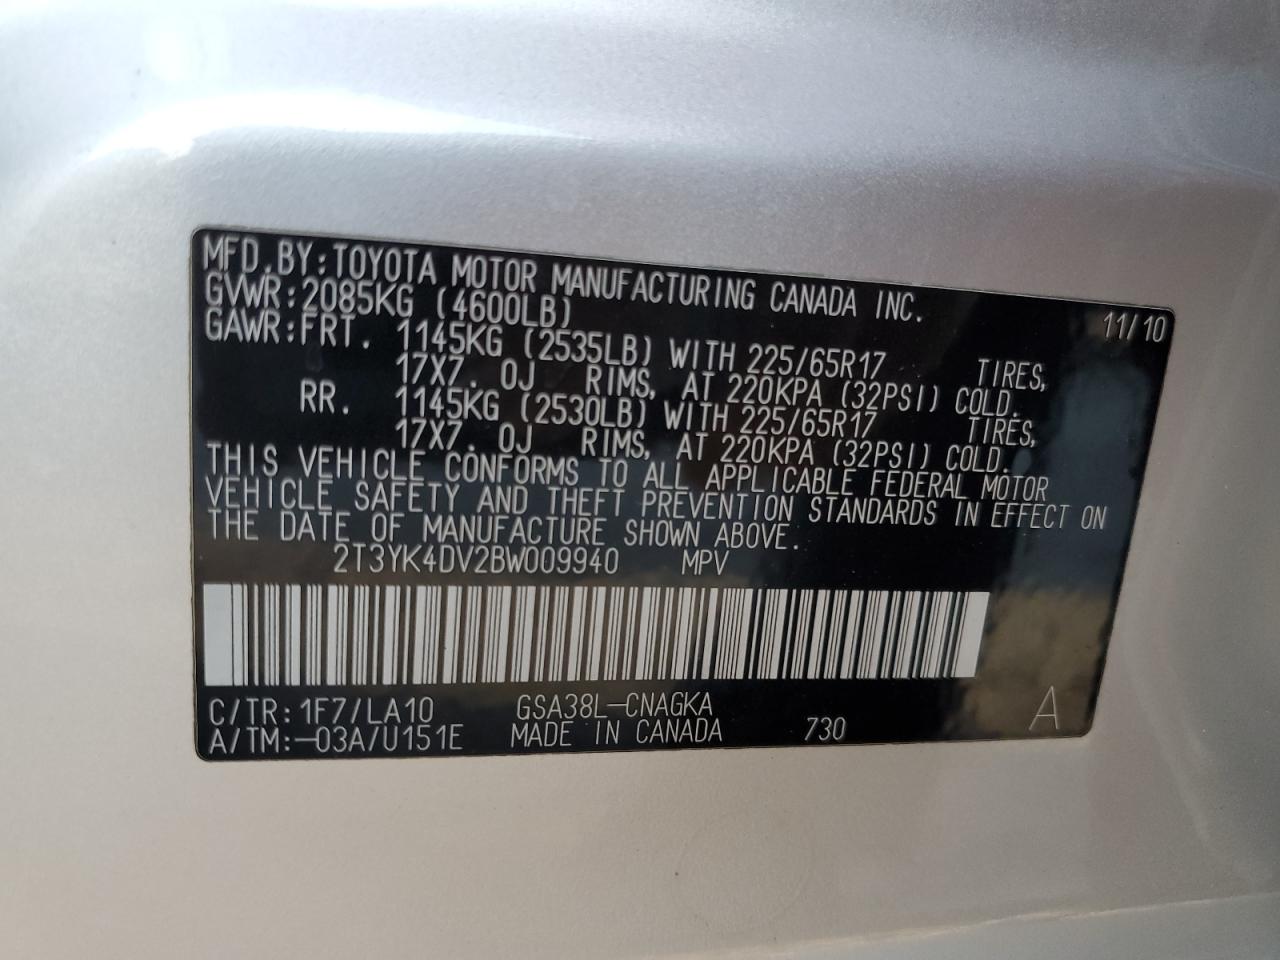 MFD.BY:TOYOTA MOTOR MANUFACTURING CANADA INC. 11/10
GVWR:2085KG (4600LB)
GAWR:FRT. 1145KG (2535LB) WITH 225/65R17 TIRES,
17X7.0J RIMS, AT 220KPA (32PSI) COLD.
RR. 1145KG (2530LB) WITH 225/65R17 TIRES,
17X7.0J RIMS, AT 220KPA (32PSI) COLD.
THIS VEHICLE CONFORMS TO ALL APPLICABLE FEDERAL MOTOR
VEHICLE SAFETY AND THEFT PREVENTION STANDARDS IN EFFECT ON
THE DATE OF MANUFACTURE SHOWN ABOVE.
2T3YK4DV2BW009940 MPV
C/TR:1F7/LA10 GSA38L-CNAGKA
A/TM:-03A/U151E MADE IN CANADA 730 A